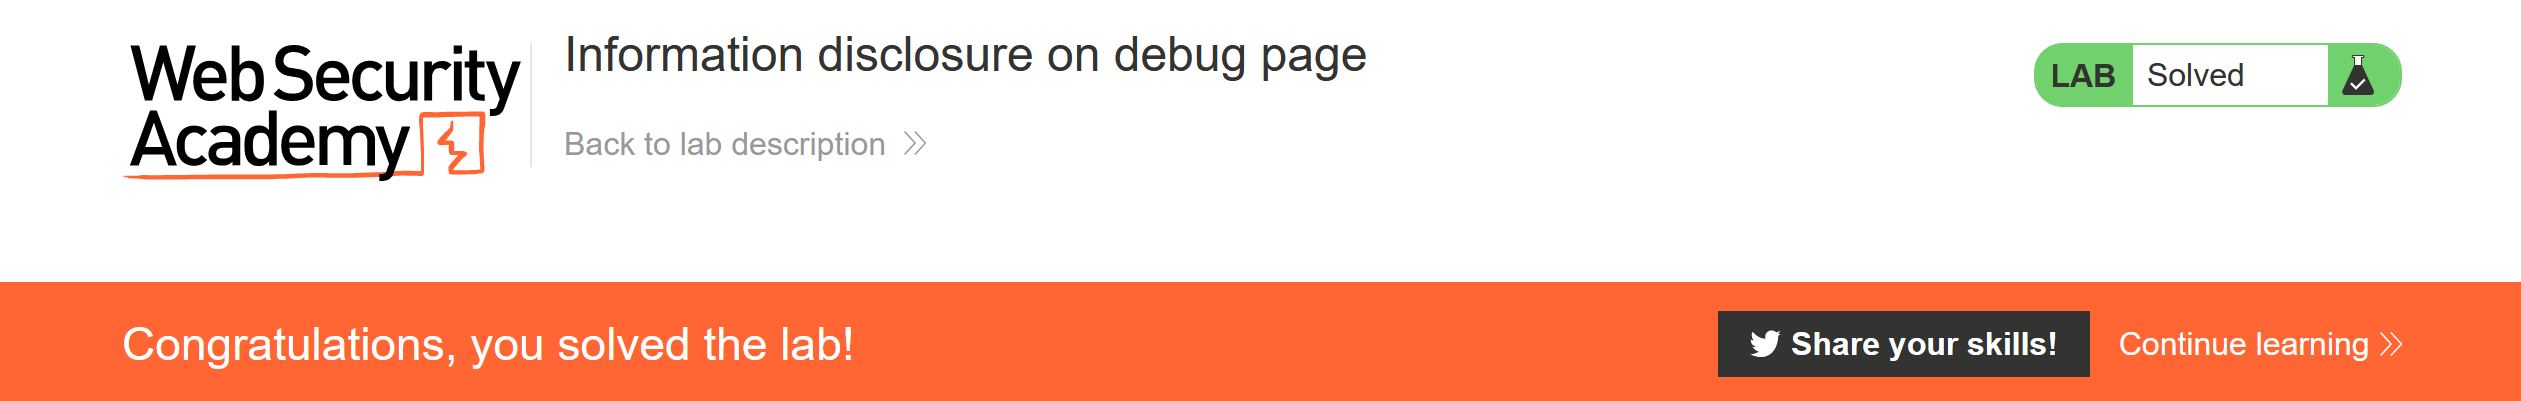 Web Security
Academy
Information disclosure on debug page
Back to lab description
LAB Solved
Congratulations, you solved the lab!
Share your skills!
Continue learning